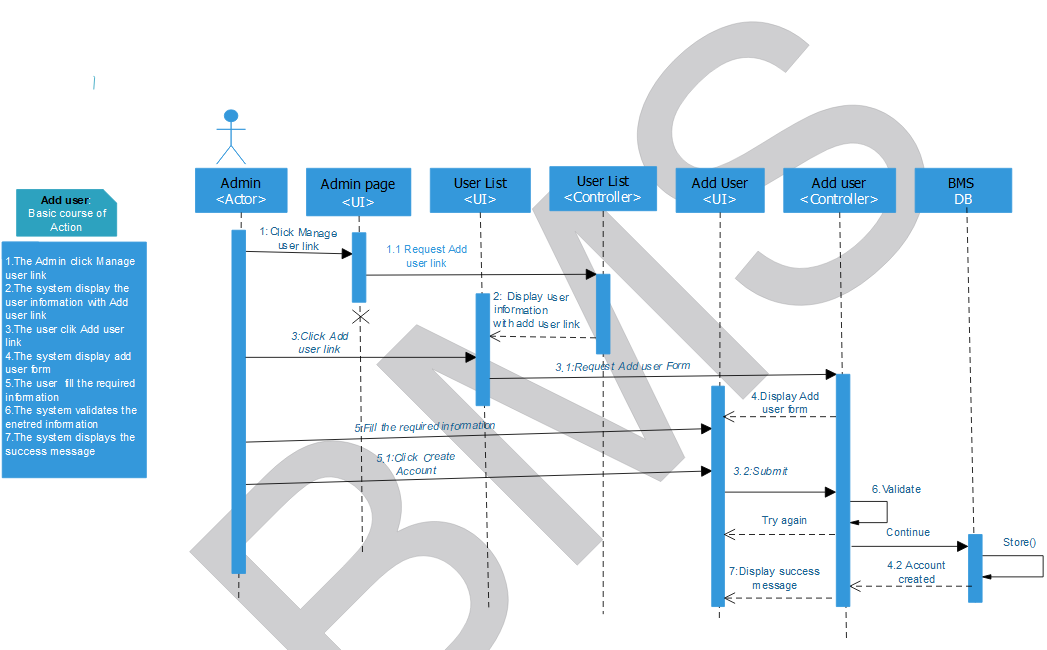 BMS
Admin
<Actor>
Admin page
<UI>
User List
<UI>
User List
<Controller>
Add User
<UI>
Add user
<Controller>
BMS
DB
Add user:
Basic course of
Action
1.The Admin click Manage
user link
2.The system display the
user information with Add
user link
3.The user clik Add user
link
4.The system display add
user form
5.The user fill the required
information
6.The system validates the
enetred information
7.The system displays the
success message
1:Click Manage
user link
1.1 Request Add
user link
2: Display user
information
with add user link
3:Click Add
user link
3.1:Request Add user Form
4.Display Add
user form
5:Fill the required information
5.1:Click Create
Account
3.2:Submit
6.Validate
Try again
Continue
Store()
4.2 Account
created
7:Display success
message